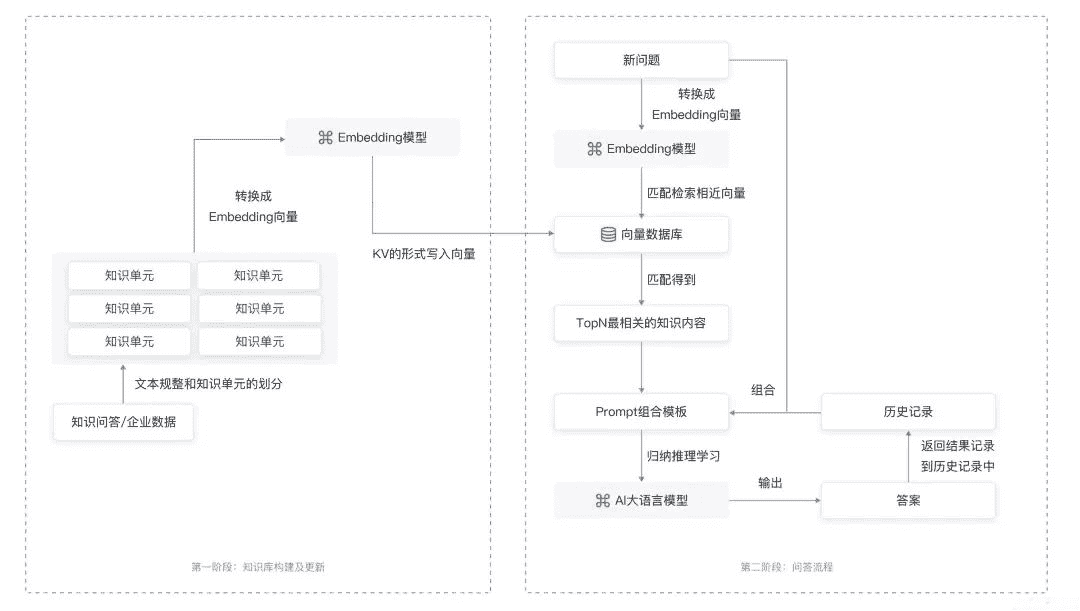 新问题
转换成
Embedding向量
Embedding模型
Embedding模型
匹配检索相近向量
转换成
Embedding向量
向量数据库
KV的形式写入向量
知识单元 知识单元
知识单元 知识单元
知识单元 知识单元
匹配得到
TopN最相关的知识内容
文本规整和知识单元的划分
知识问答/企业数据
组合
Prompt组合模板
历史记录
归纳推理学习
返回结果记录
到历史记录中
AI大语言模型
输出
答案
第一阶段：知识库构建及更新
第二阶段：问答流程